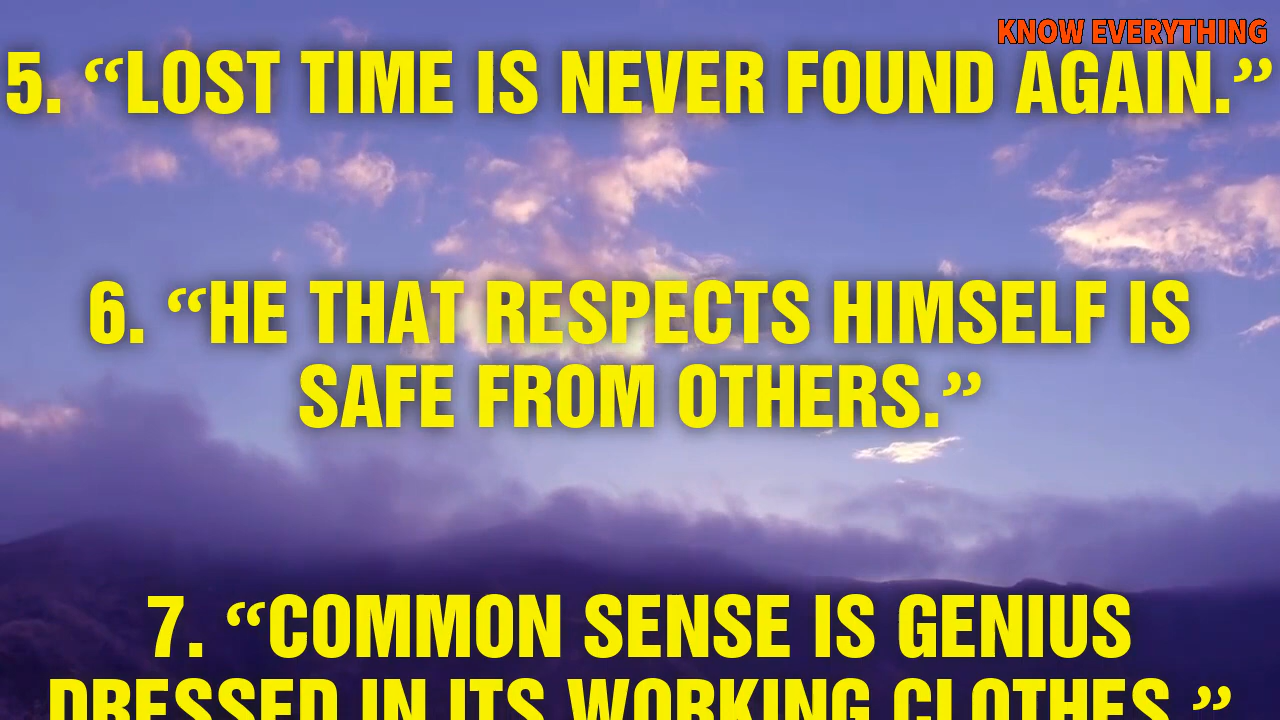 KNOW EVERYTHING
5. “LOST TIME IS NEVER FOUND AGAIN.”
6. “HE THAT RESPECTS HIMSELF IS
SAFE FROM OTHERS.”
7. “COMMON SENSE IS GENIUS
DRESSED IN ITS WORKING CLOTHES.”